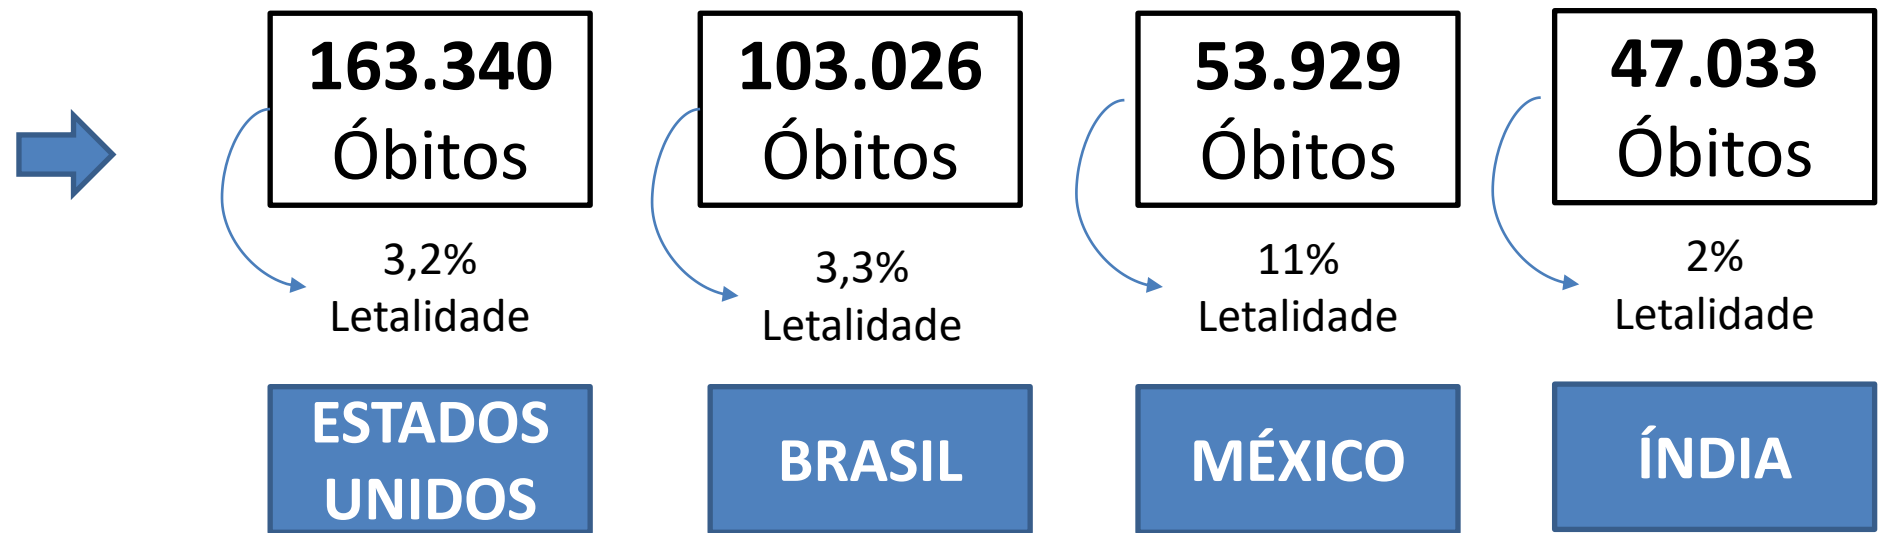 163.340
Óbitos
3,2%
Letalidade
ESTADOS
UNIDOS
103.026
Óbitos
3,3%
Letalidade
BRASIL
53.929
Óbitos
11%
Letalidade
MÉXICO
47.033
Óbitos
2%
Letalidade
ÍNDIA